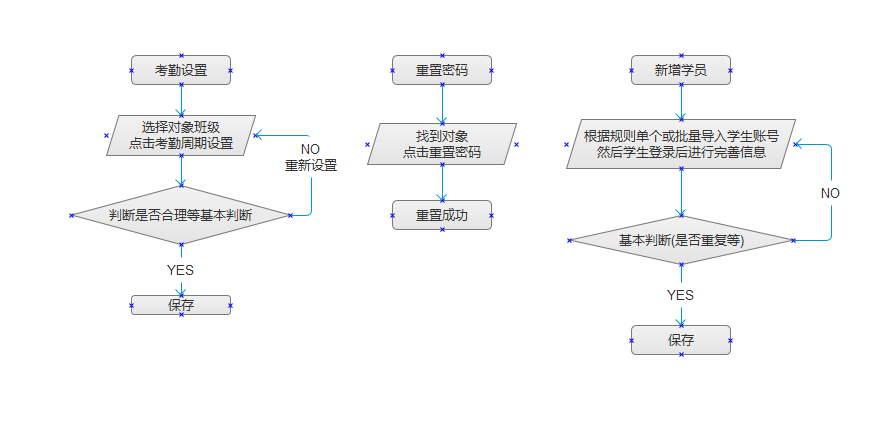 考勤设置
选择对象班级
点击考勤周期设置
NO
重新设置
判断是否合理等基本判断
YES
保存
重置密码
找到对象
点击重置密码
重置成功
新增学员
根据规则单个或批量导入学生账号
然后学生登录后进行完善信息
NO
基本判断(是否重复等)
YES
保存